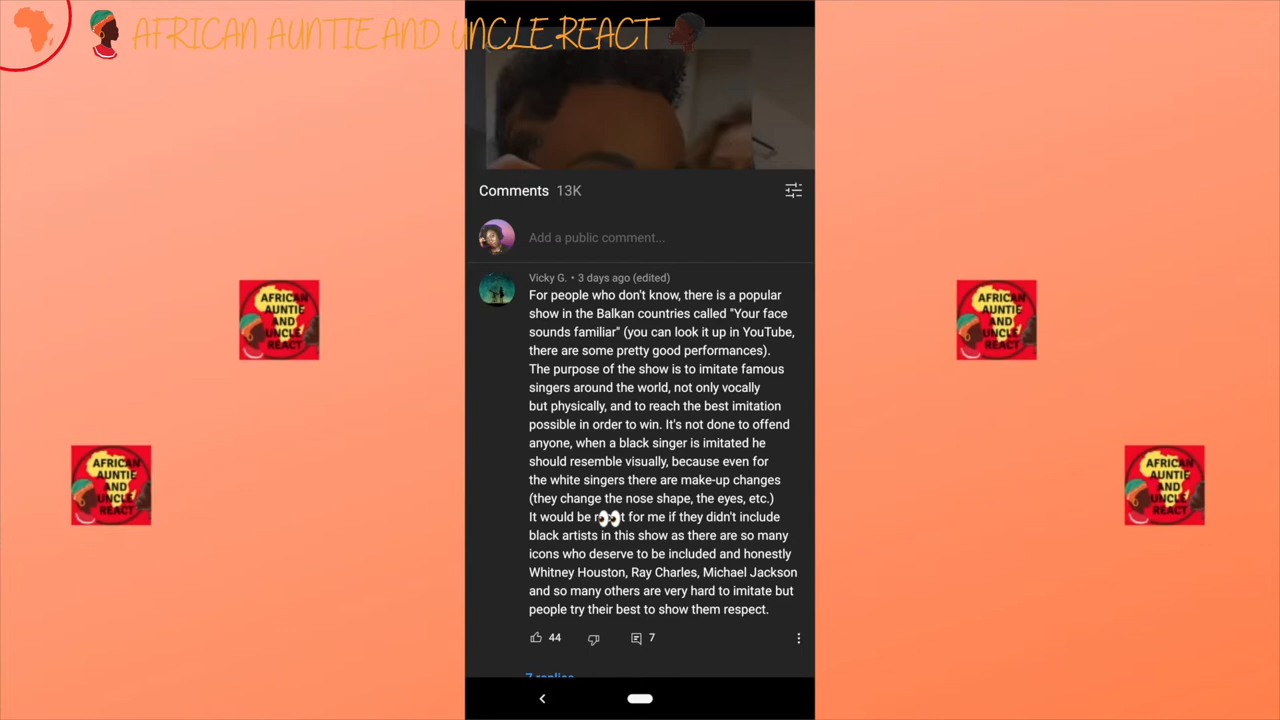 AFRICAN AUNTIE AND UNCLE REACT
Comments 13K
Add a public comment...
Vicky G. • 3 days ago (edited)
For people who don't know, there is a popular
show in the Balkan countries called "Your face
sounds familiar" (you can look it up in YouTube,
there are some pretty good performances).
The purpose of the show is to imitate famous
singers around the world, not only vocally
but physically, and to reach the best imitation
possible in order to win. It's not done to offend
anyone, when a black singer is imitated he
should resemble visually, because even for
the white singers there are make-up changes
(they change the nose shape, the eyes, etc.)
It would be for me if they didn't include
black artists in this show as there are so many
icons who deserve to be included and honestly
Whitney Houston, Ray Charles, Michael Jackson
and so many others are very hard to imitate but
people try their best to show them respect.
44 7
7 replies
AFRICAN
AUNTIE
AND
UNCLE
REACT
AFRICAN
AUNTIE
AND
UNCLE
REACT
AFRICAN
AUNTIE
AND
UNCLE
REACT
AFRICAN
AUNTIE
AND
UNCLE
REACT